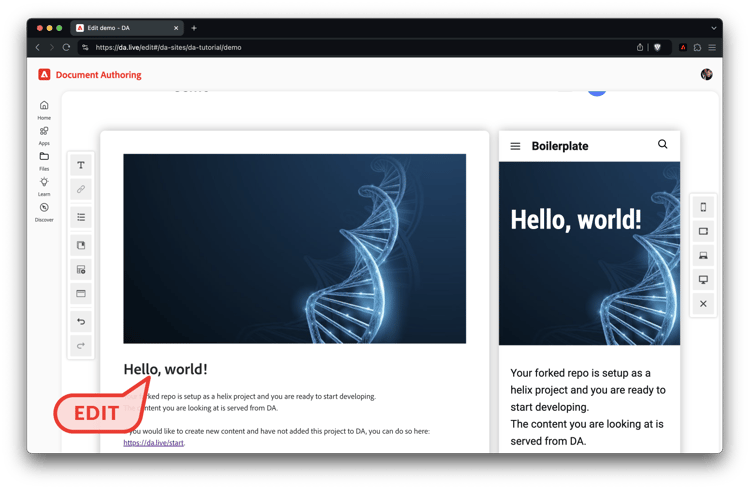 Edit demo - DA
https://da.live/edit#/da-sites/da-tutorial/demo
Document Authoring
Home
Apps
Files
Learn
Discover
T
Hello, world!
forked repo is setup as a helix project and you are ready to start developing.
content you are looking at is served from DA.
you would like to create new content and have not added this project to DA, you can do so here:
https://da.live/start.
EDIT
Boilerplate
Hello, world!
Your forked repo is setup as a
helix project and you are ready to
start developing.
The content you are looking at is
served from DA.